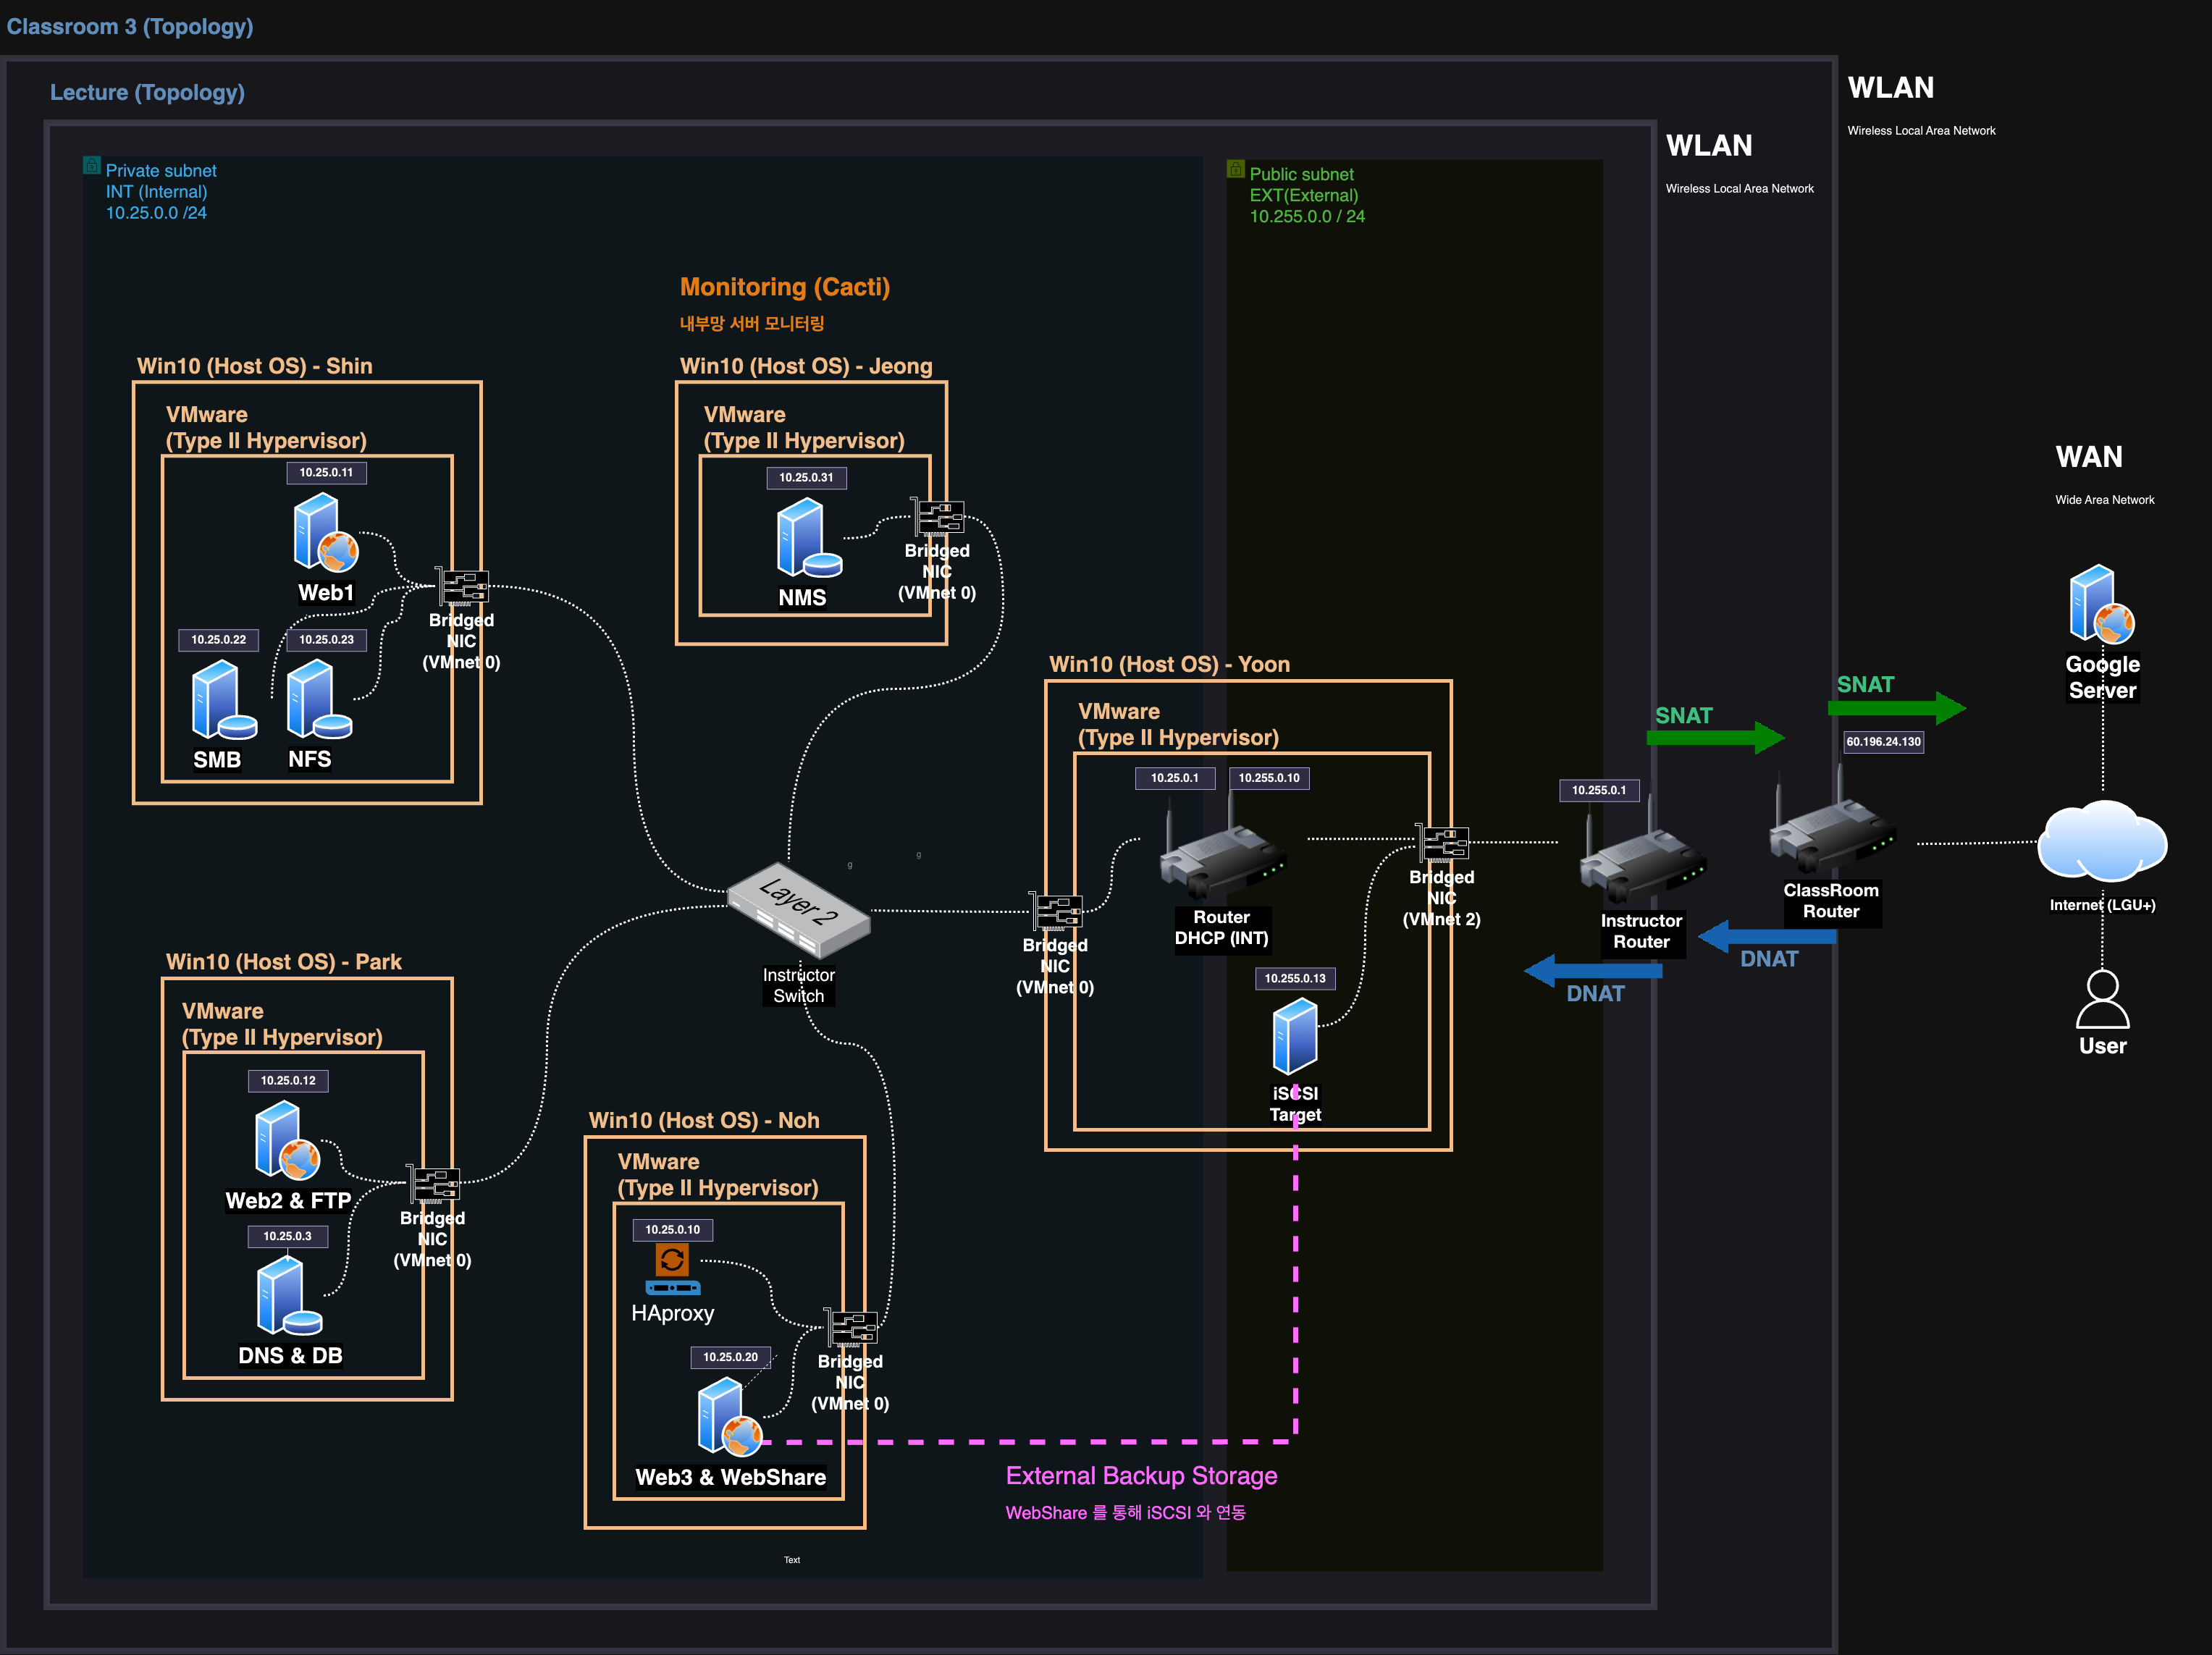 Classroom 3 (Topology)
Lecture (Topology)
WLAN
Wireless Local Area Network
WLAN
Wireless Local Area Network
Private subnet
INT (Internal)
10.25.0.0 /24
Public subnet
EXT(External)
10.255.0.0 / 24
Monitoring (Cacti)
내부망 서버 모니터링
Win10 (Host OS) - Shin
VMware
(Type II Hypervisor)
10.25.0.11
Web1
10.25.0.22
SMB
10.25.0.23
NFS
Bridged
NIC
(VMnet 0)
Win10 (Host OS) - Jeong
VMware
(Type II Hypervisor)
10.25.0.31
NMS
Bridged
NIC
(VMnet 0)
Win10 (Host OS) - Yoon
VMware
(Type II Hypervisor)
10.25.0.1
10.255.0.10
Router
DHCP (INT)
Bridged
NIC
(VMnet 0)
Bridged
NIC
(VMnet 2)
10.255.0.13
iSCSI
Target
g
g
Layer 2
Instructor
Switch
Win10 (Host OS) - Park
VMware
(Type II Hypervisor)
10.25.0.12
Web2 & FTP
10.25.0.3
DNS & DB
Bridged
NIC
(VMnet 0)
Win10 (Host OS) - Noh
VMware
(Type II Hypervisor)
10.25.0.10
HAproxy
10.25.0.20
Web3 & WebShare
Bridged
NIC
(VMnet 0)
External Backup Storage
WebShare 를 통해 iSCSI 와 연동
Text
SNAT
10.255.0.1
Instructor
Router
DNAT
SNAT
60.196.24.130
ClassRoom
Router
DNAT
WAN
Wide Area Network
Google
Server
Internet (LGU+)
User